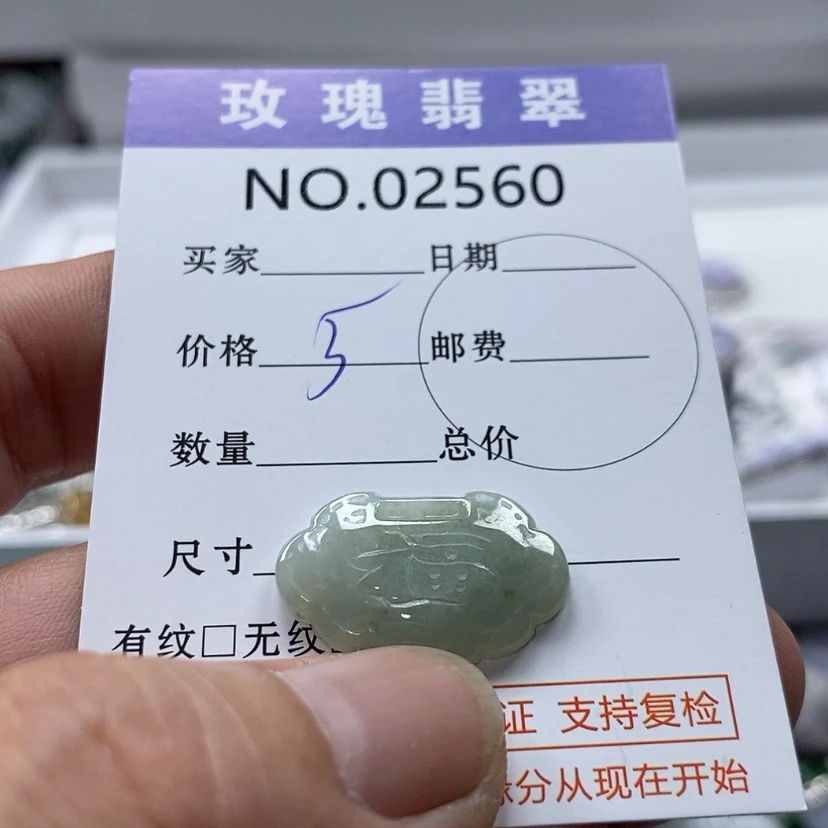 玫瑰翡翠
NO.02560
买家 日期
价格 5 邮费
数量 总价
尺寸
有纹□无纹
证 支持复检
分从现在开始